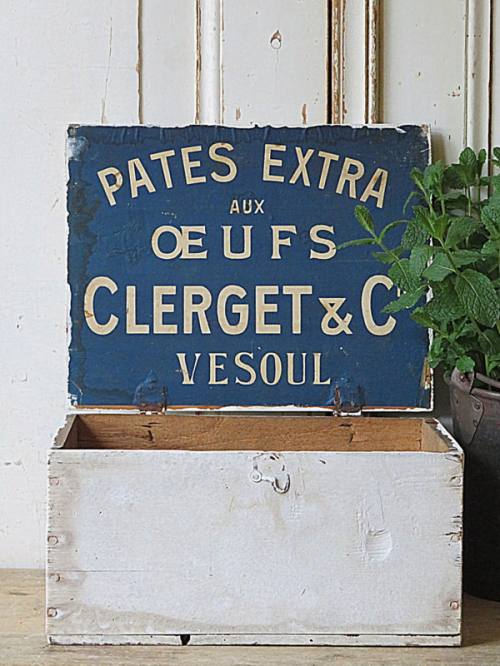 PATES EXTRA
AUX
ŒUFS
CLERGET & C
VESOUL